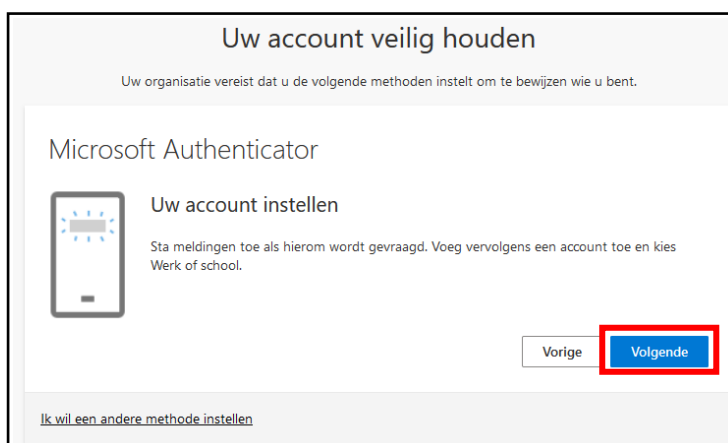 Uw account veilig houden
Uw organisatie vereist dat u de volgende methoden instelt om te bewijzen wie u bent.
Microsoft Authenticator
Uw account instellen
Sta meldingen toe als hierom wordt gevraagd. Voeg vervolgens een account toe en kies
Werk of school.
Vorige Volgende
Ik wil een andere methode instellen